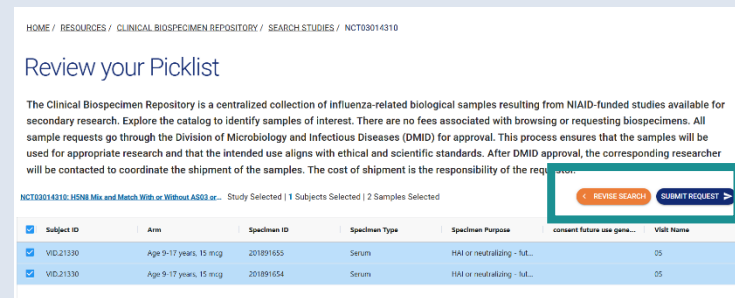 HOME / RESOURCES / CLINICAL BIOSPECIMEN REPOSITORY / SEARCH STUDIES / NCT03014310
Review your Picklist
The Clinical Biospecimen Repository is a centralized collection of influenza-related biological samples resulting from NIAID-funded studies available for
secondary research. Explore the catalog to identify samples of interest. There are no fees associated with browsing or requesting biospecimens. All
sample requests go through the Division of Microbiology and Infectious Diseases (DMID) for approval. This process ensures that the samples will be
used for appropriate research and that the intended use aligns with ethical and scientific standards. After DMID approval, the corresponding researcher
will be contacted to coordinate the shipment of the samples. The cost of shipment is the responsibility of the requestor.
NCT03014310: H5N8 Mix and Match With or Without AS03 or... Study Selected | 1 Subjects Selected | 2 Samples Selected
< REVISE SEARCH SUBMIT REQUEST
Subject ID Arm Specimen ID Specimen Type Specimen Purpose consent future use gene... Visit Name
VID.21330 Age 9-17 years, 15 mcg 201891655 Serum HAI or neutralizing - fut... 05
VID.21330 Age 9-17 years, 15 mcg 201891654 Serum HAI or neutralizing - fut... 05